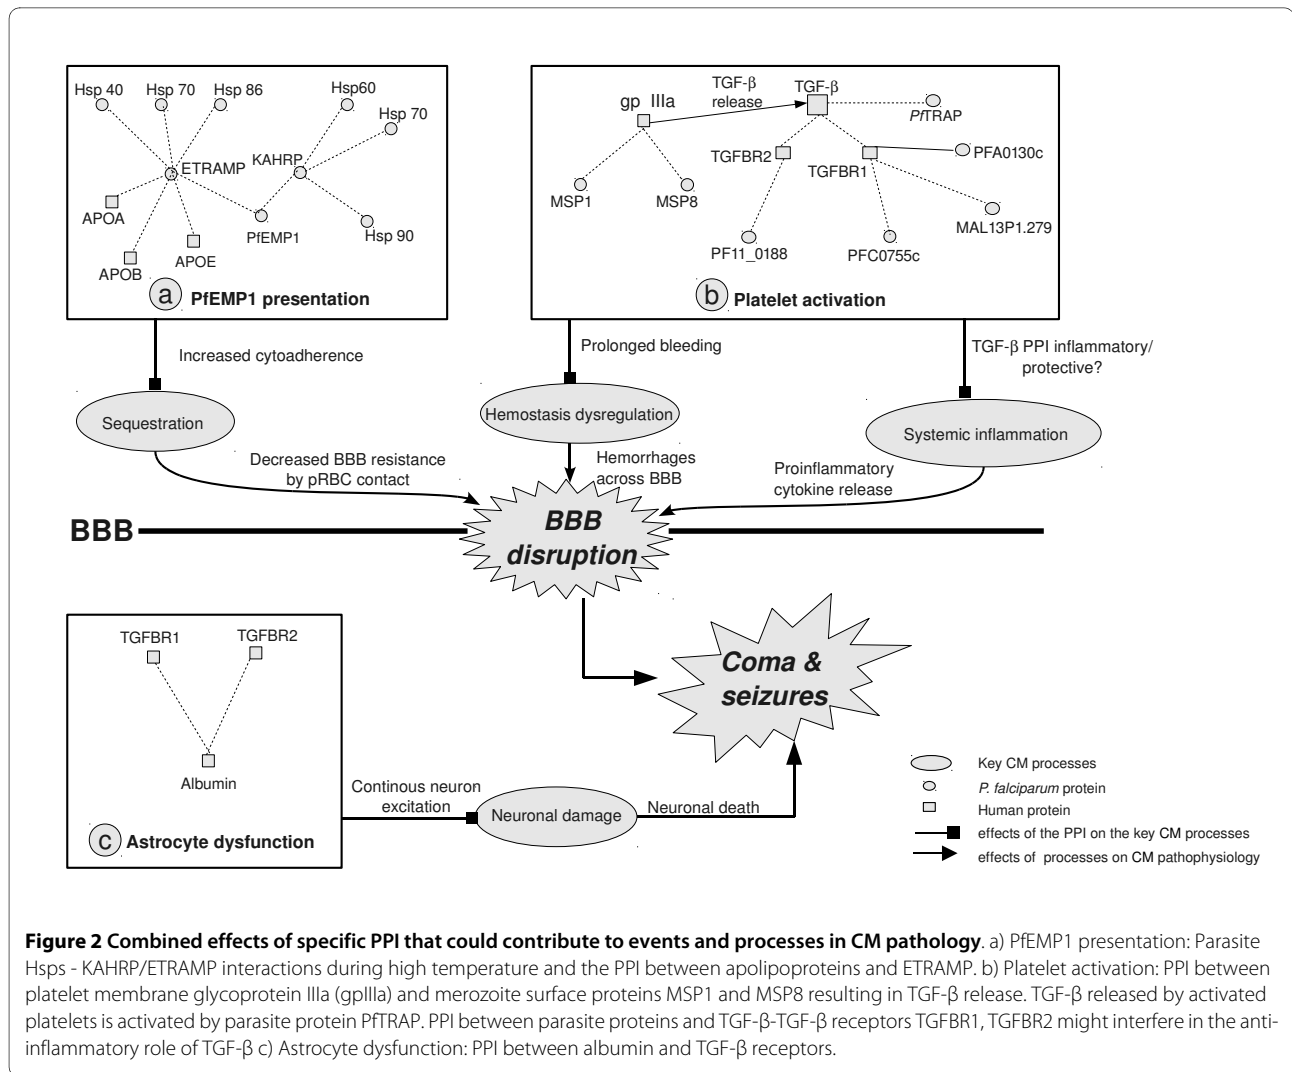 Hsp 40
Hsp 70
Hsp 86
Hsp60
Hsp 70
ETRAMP
KAHRP
APOA
APOB
APOE
PfEMP1
Hsp 90
a PfEMP1 presentation
gp IIIa
TGF-β
release
TGF-β
PfTRAP
TGFBR2
TGFBR1
PFA0130c
MSP1
MSP8
MAL13P1.279
PF11_0188
PFC0755c
b Platelet activation
Increased cytoadherence
Prolonged bleeding
TGF-β PPI inflammatory/
protective?
Sequestration
Hemostasis dysregulation
Systemic inflammation
Decreased BBB resistance
by pRBC contact
Hemorrhages
across BBB
Proinflammatory
cytokine release
BBB
BBB
disruption
TGFBR1
TGFBR2
Albumin
c Astrocyte dysfunction
Continous neuron
excitation
Neuronal damage
Neuronal death
Coma &
seizures
Key CM processes
P. falciparum protein
Human protein
effects of the PPI on the key CM processes
effects of processes on CM pathophysiology
Figure 2 Combined effects of specific PPI that could contribute to events and processes in CM pathology. a) PfEMP1 presentation: Parasite
Hsps - KAHRP/ETRAMP interactions during high temperature and the PPI between apolipoproteins and ETRAMP. b) Platelet activation: PPI between
platelet membrane glycoprotein IIIa (gpIIIa) and merozoite surface proteins MSP1 and MSP8 resulting in TGF-β release. TGF-β released by activated
platelets is activated by parasite protein PfTRAP. PPI between parasite proteins and TGF-β-TGF-β receptors TGFBR1, TGFBR2 might interfere in the anti-
inflammatory role of TGF-β c) Astrocyte dysfunction: PPI between albumin and TGF-β receptors.